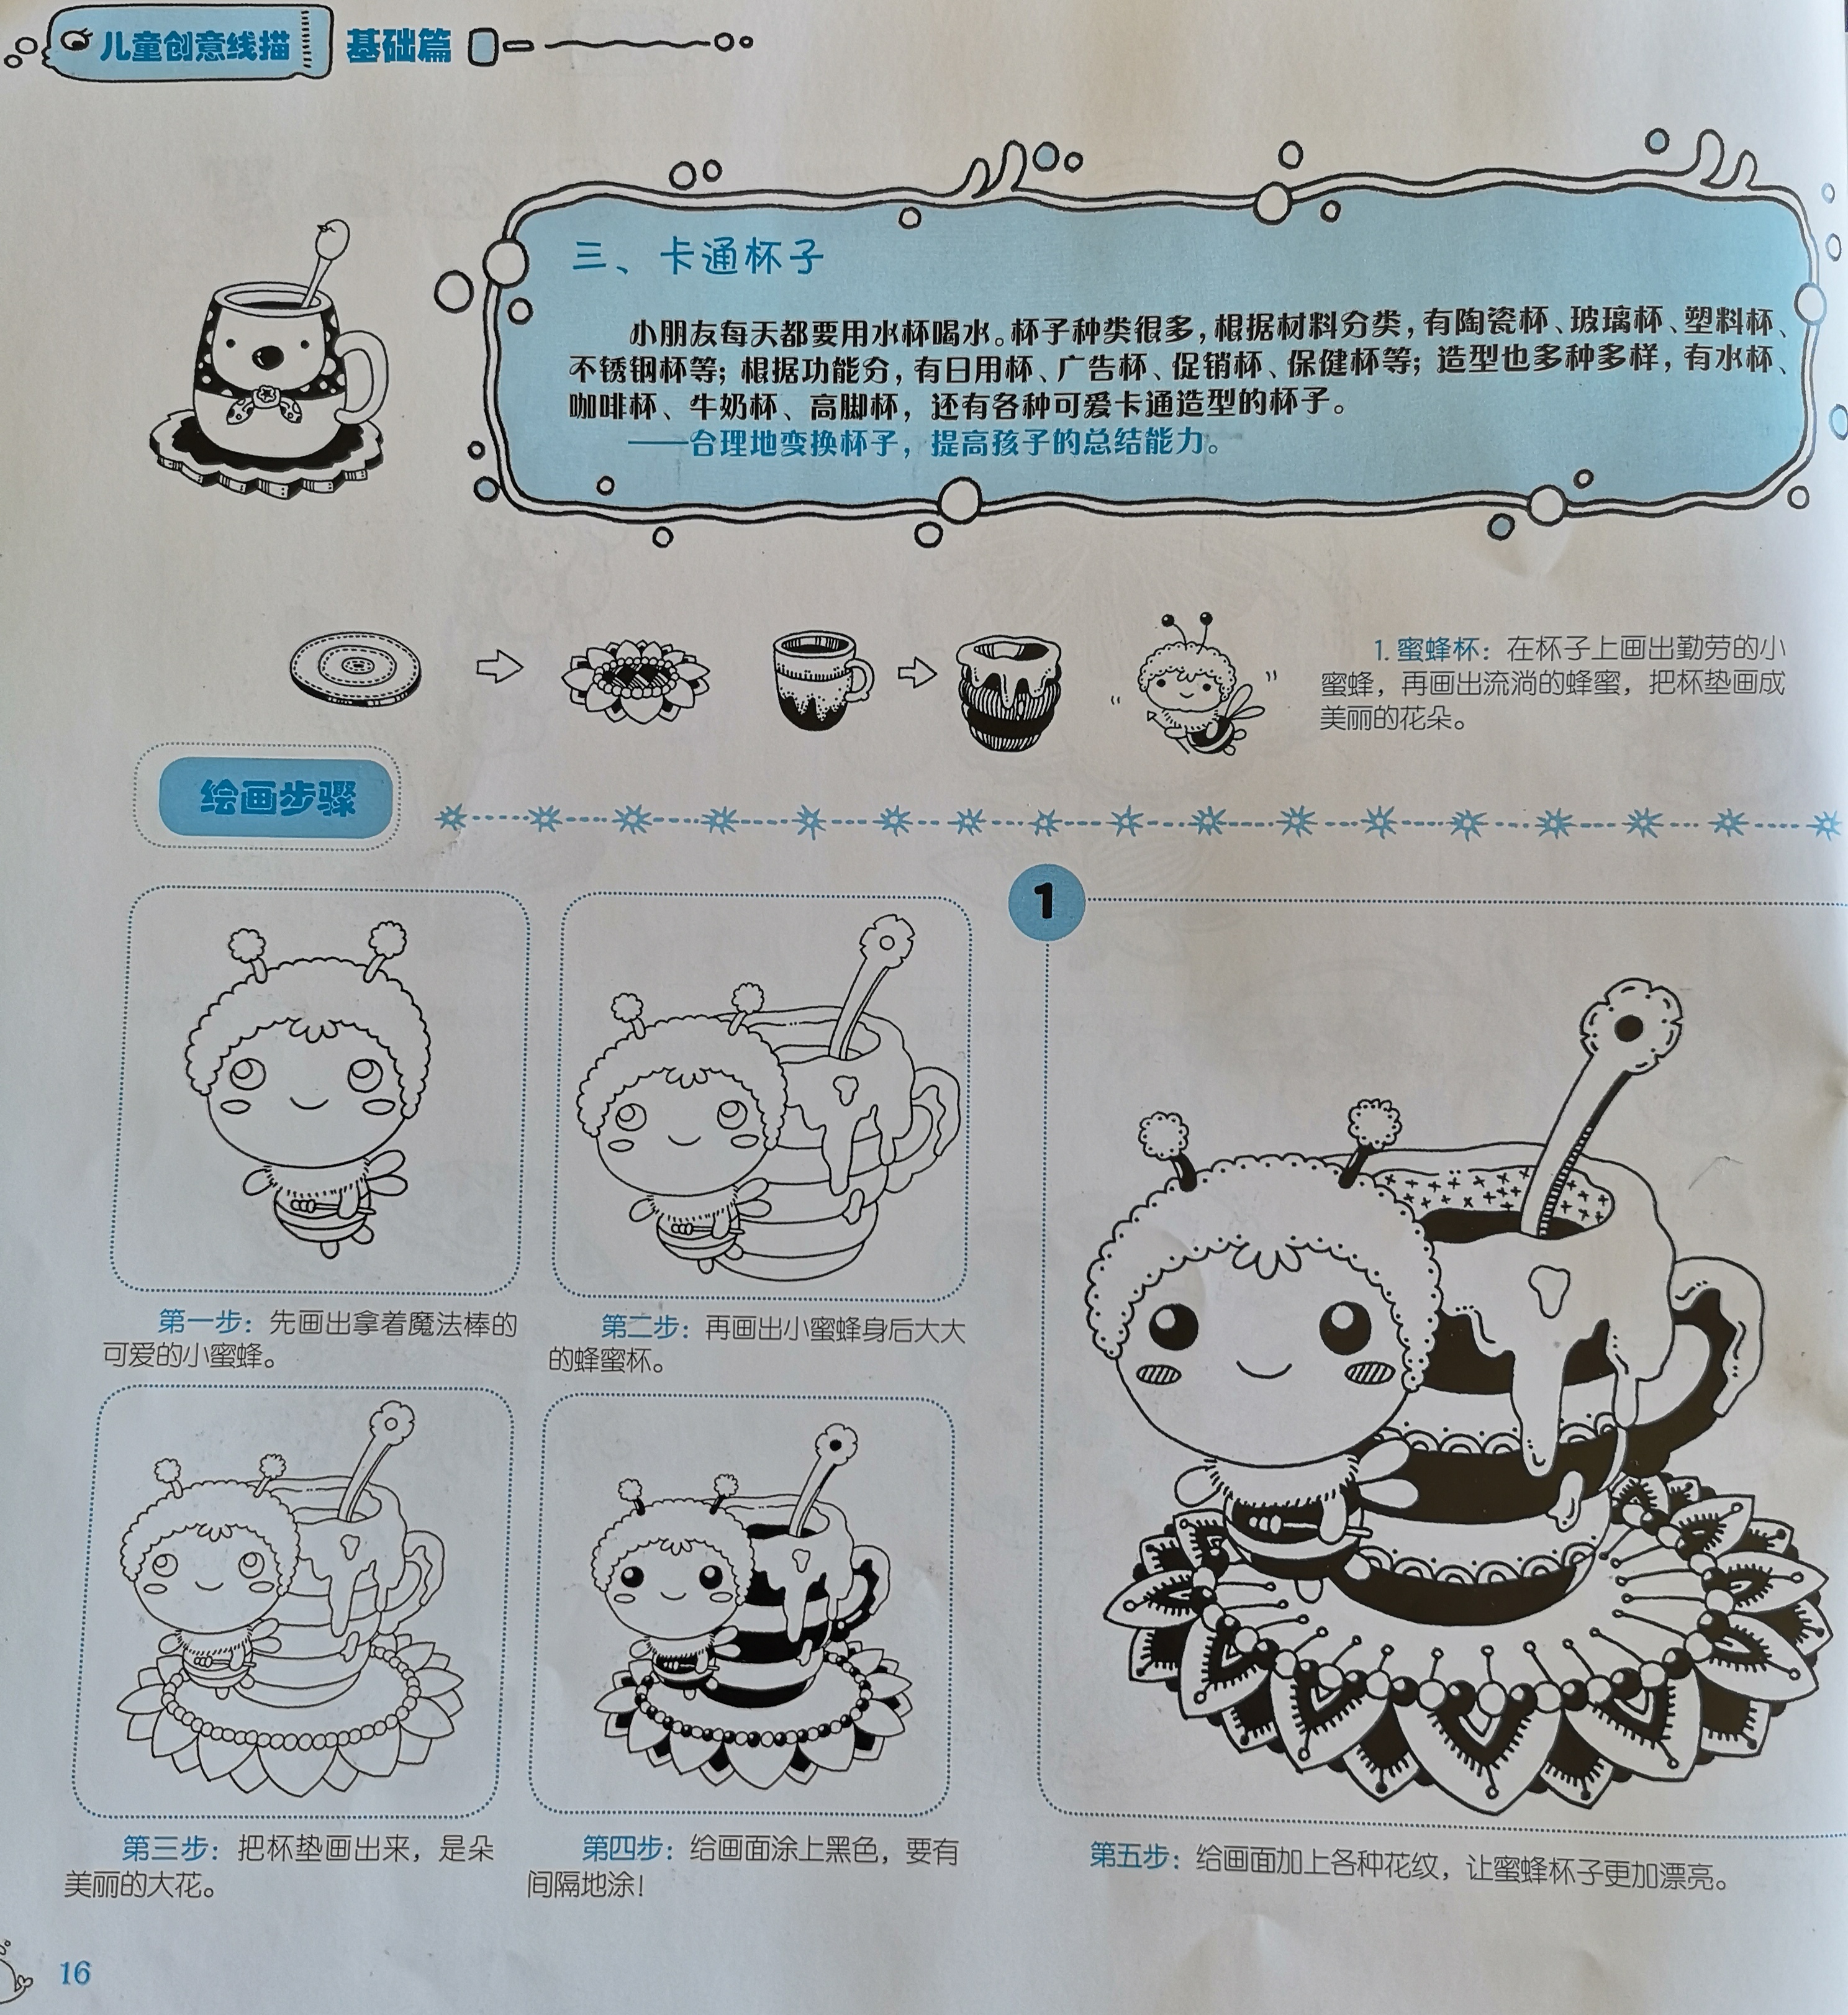 儿童创意线描 基础篇
三、卡通杯子
小朋友每天都要用水杯喝水。杯子种类很多，根据材料分类，有陶瓷杯、玻璃杯、塑料杯、
不锈钢杯等；根据功能分，有日用杯、广告杯、促销杯、保健杯等；造型也多种多样，有水杯、
咖啡杯、牛奶杯、高脚杯，还有各种可爱卡通造型的杯子。
——合理地变换杯子，提高孩子的总结能力。
1. 蜜蜂杯：在杯子上画出勤劳的小
蜜蜂，再画出流淌的蜂蜜，把杯垫画成
美丽的花朵。
绘画步骤
1
第一步：先画出拿着魔法棒的
可爱的小蜜蜂。
第二步：再画出小蜜蜂身后大大
的蜂蜜杯。
第三步：把杯垫画出来，是朵
美丽的大花。
第四步：给画面涂上黑色，要有
间隔地涂！
第五步：给画面加上各种花纹，让蜜蜂杯子更加漂亮。
16